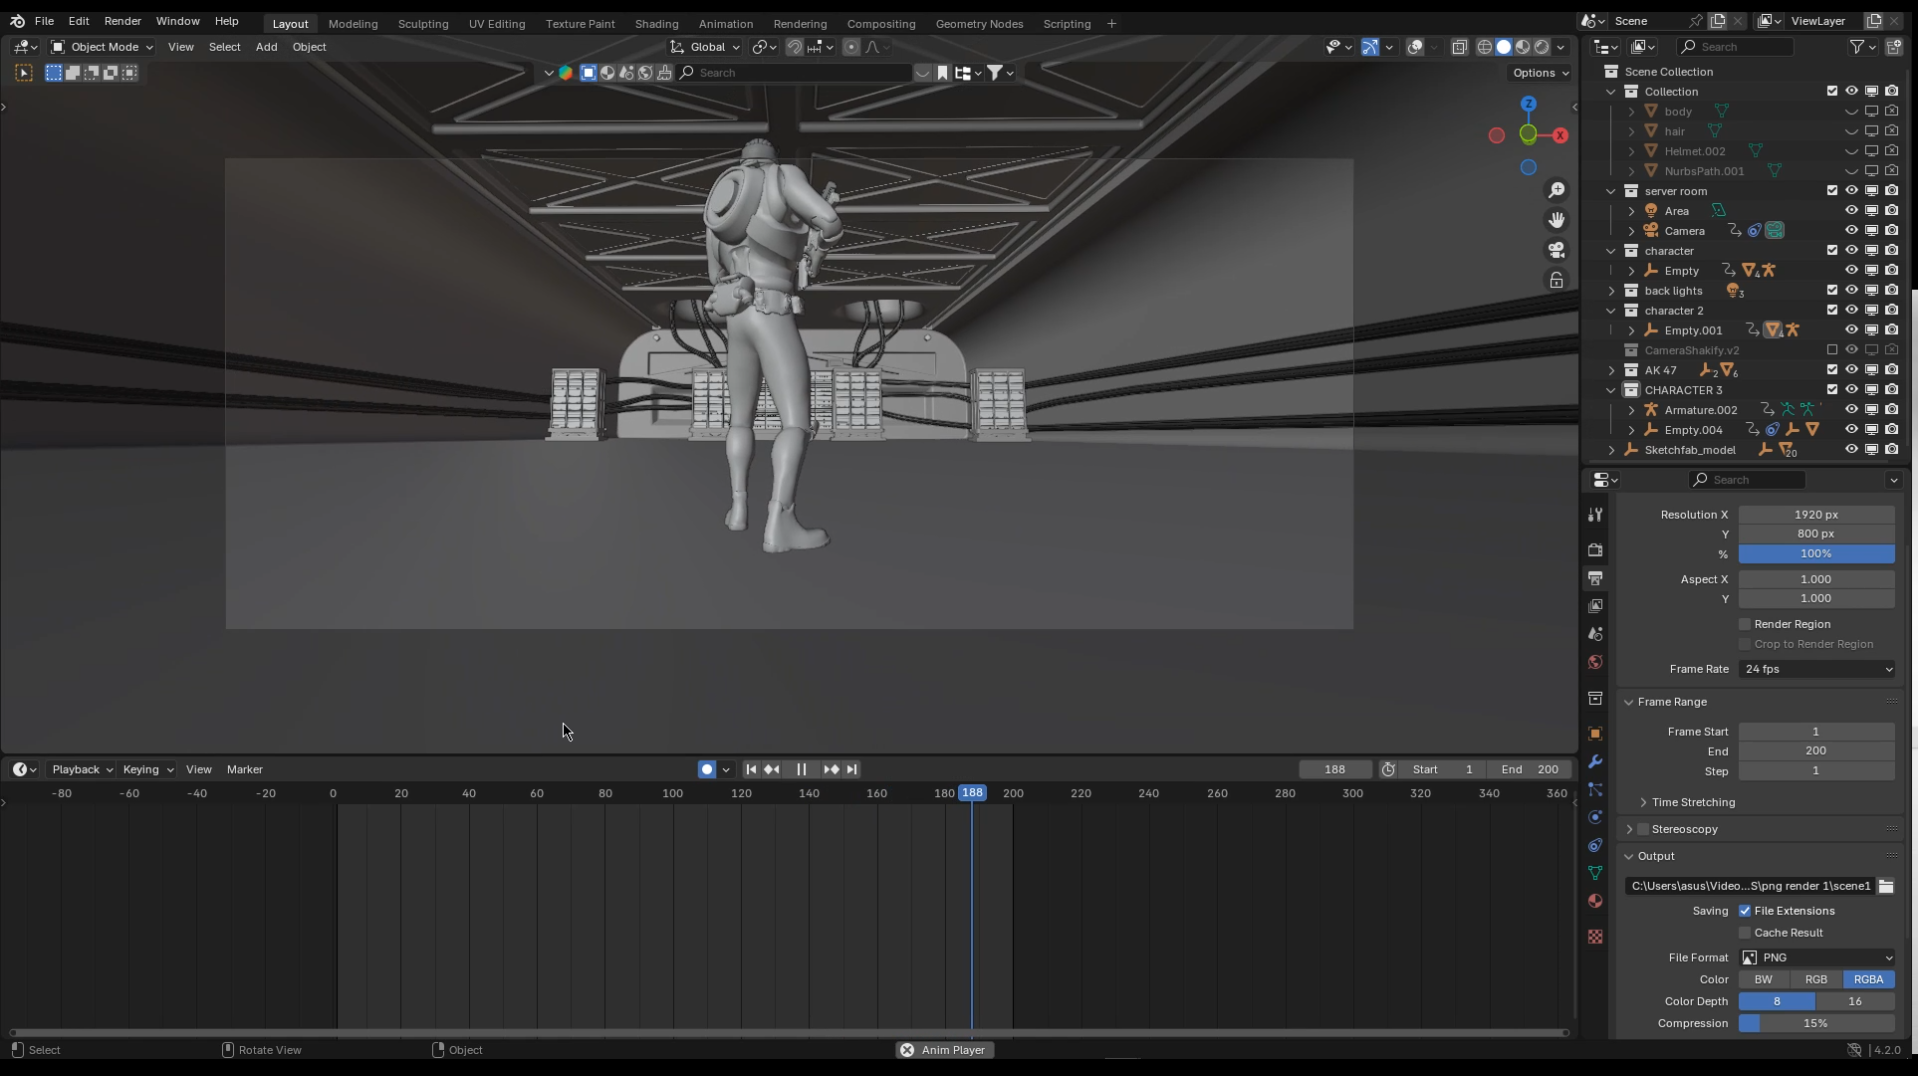 File Edit Render Window Help
Layout Modeling Sculpting UV Editing Texture Paint Shading Animation Rendering Compositing Geometry Nodes Scripting +
Scene ViewLayer
Object Mode View Select Add Object Global Search
Search Options
Scene Collection
Collection
body
hair
Helmet.002
NurbsPath.001
server room
Area
Camera
character
Empty 4
back lights 3
character 2
Empty.001
CameraShakify.v2
AK 47 2 6
CHARACTER 3
Armature.002
Empty.004
Sketchfab_model 20
Z
X
Search
Resolution X 1920 px
Y 800 px
% 100%
Aspect X 1.000
Y 1.000
Render Region
Crop to Render Region
Frame Rate 24 fps
Frame Range
Frame Start 1
End 200
Step 1
Time Stretching
Stereoscopy
Output
C:\Users\asus\Video...S\png render 1\scene1
Saving File Extensions
Cache Result
File Format PNG
Color BW RGB RGBA
Color Depth 8 16
Compression 15%
Playback Keying View Marker 188 Start 1 End 200
-80 -60 -40 -20 0 20 40 60 80 100 120 140 160 180 188 200 220 240 260 280 300 320 340 360
Select Rotate View Object Anim Player 4.2.0